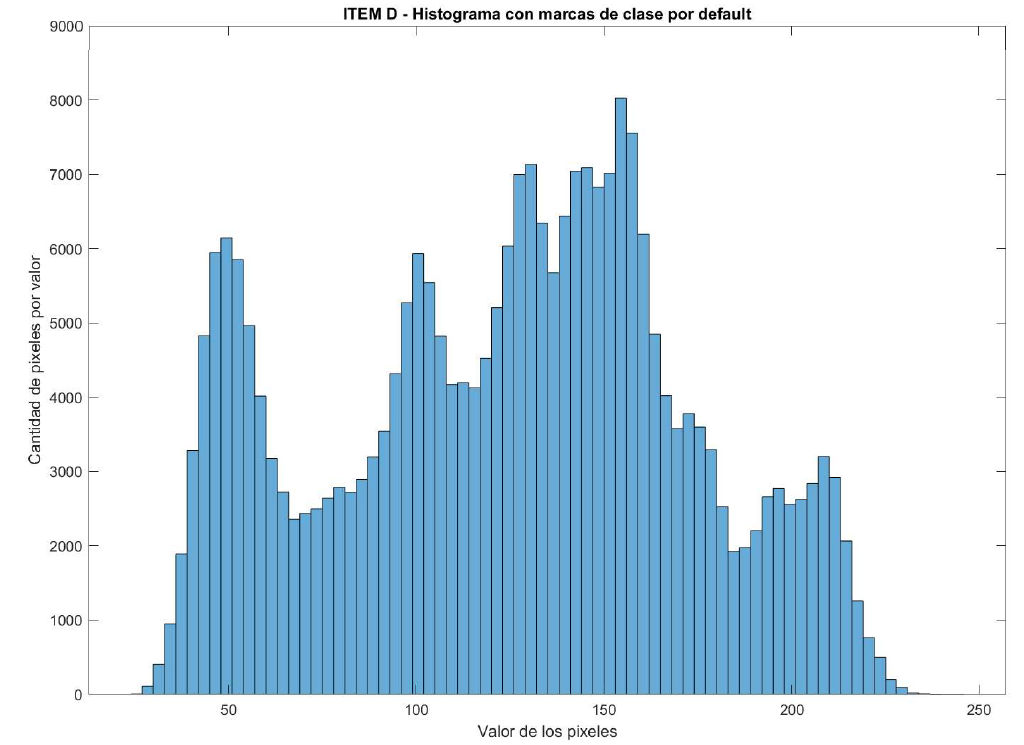 ITEM D - Histograma con marcas de clase por default
9000
8000
7000
6000
5000
4000
3000
2000
1000
0
Cantidad de pixeles por valor
50 100 150 200 250
Valor de los pixeles